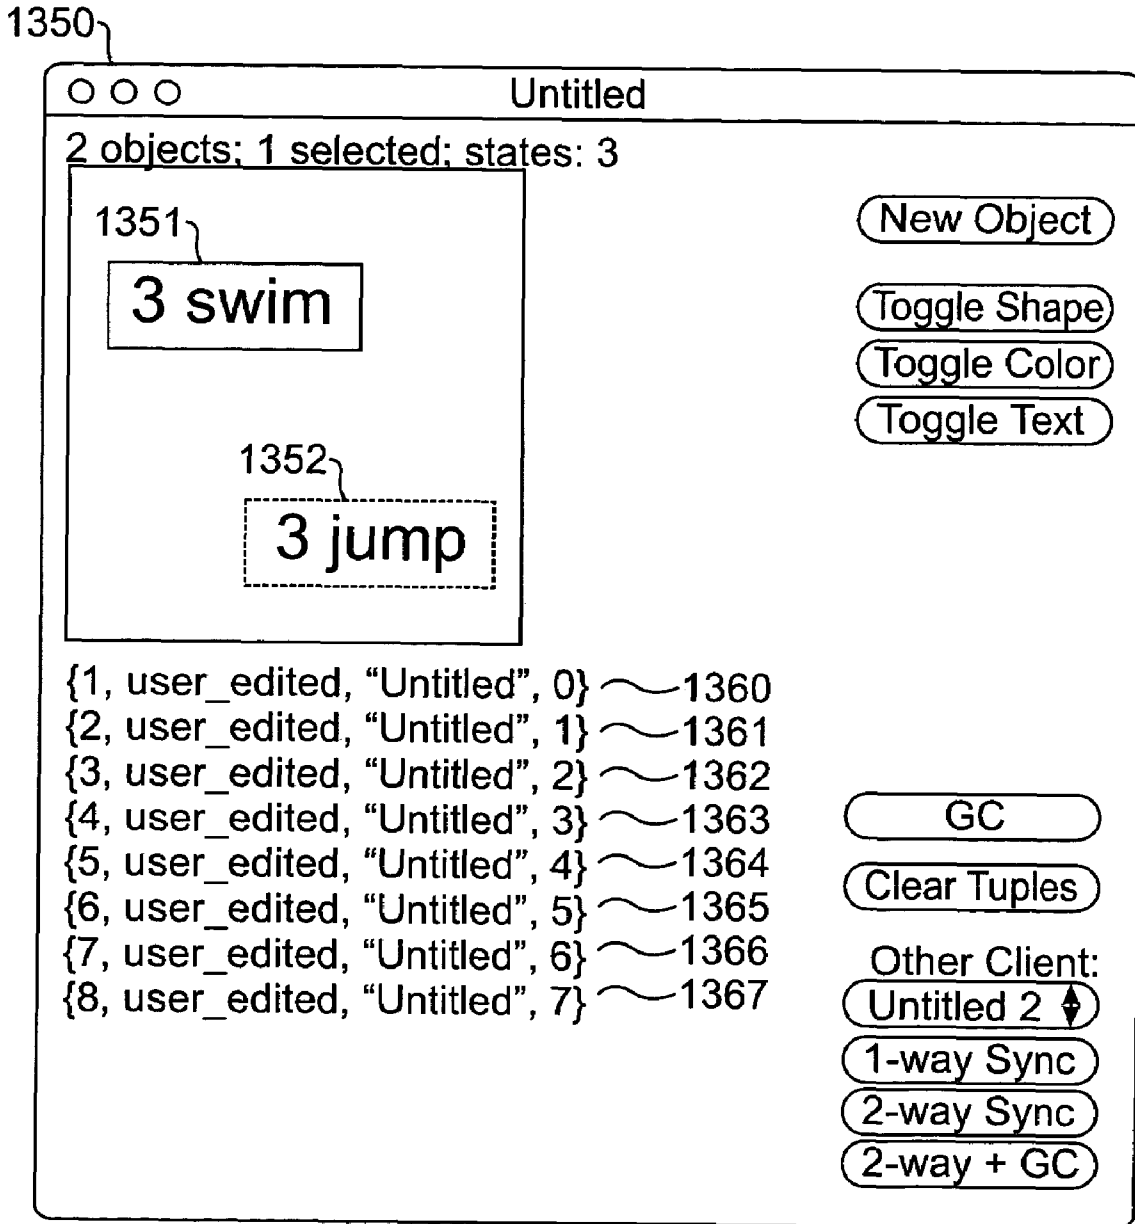 1350
Untitled
2 objects; 1 selected; states: 3
1351
New Object
3 swim
Toggle Shape
Toggle Color
Toggle Text
1352
3 jump
{1, user_edited, “Untitled”, 0} 1360
{2, user_edited, “Untitled”, 1} 1361
{3, user_edited, “Untitled”, 2} 1362
{4, user_edited, “Untitled”, 3} 1363
{5, user_edited, “Untitled”, 4} 1364
{6, user_edited, “Untitled”, 5} 1365
{7, user_edited, “Untitled”, 6} 1366
{8, user_edited, “Untitled”, 7} 1367
GC
Clear Tuples
Other Client:
Untitled 2
1-way Sync
2-way Sync
2-way + GC